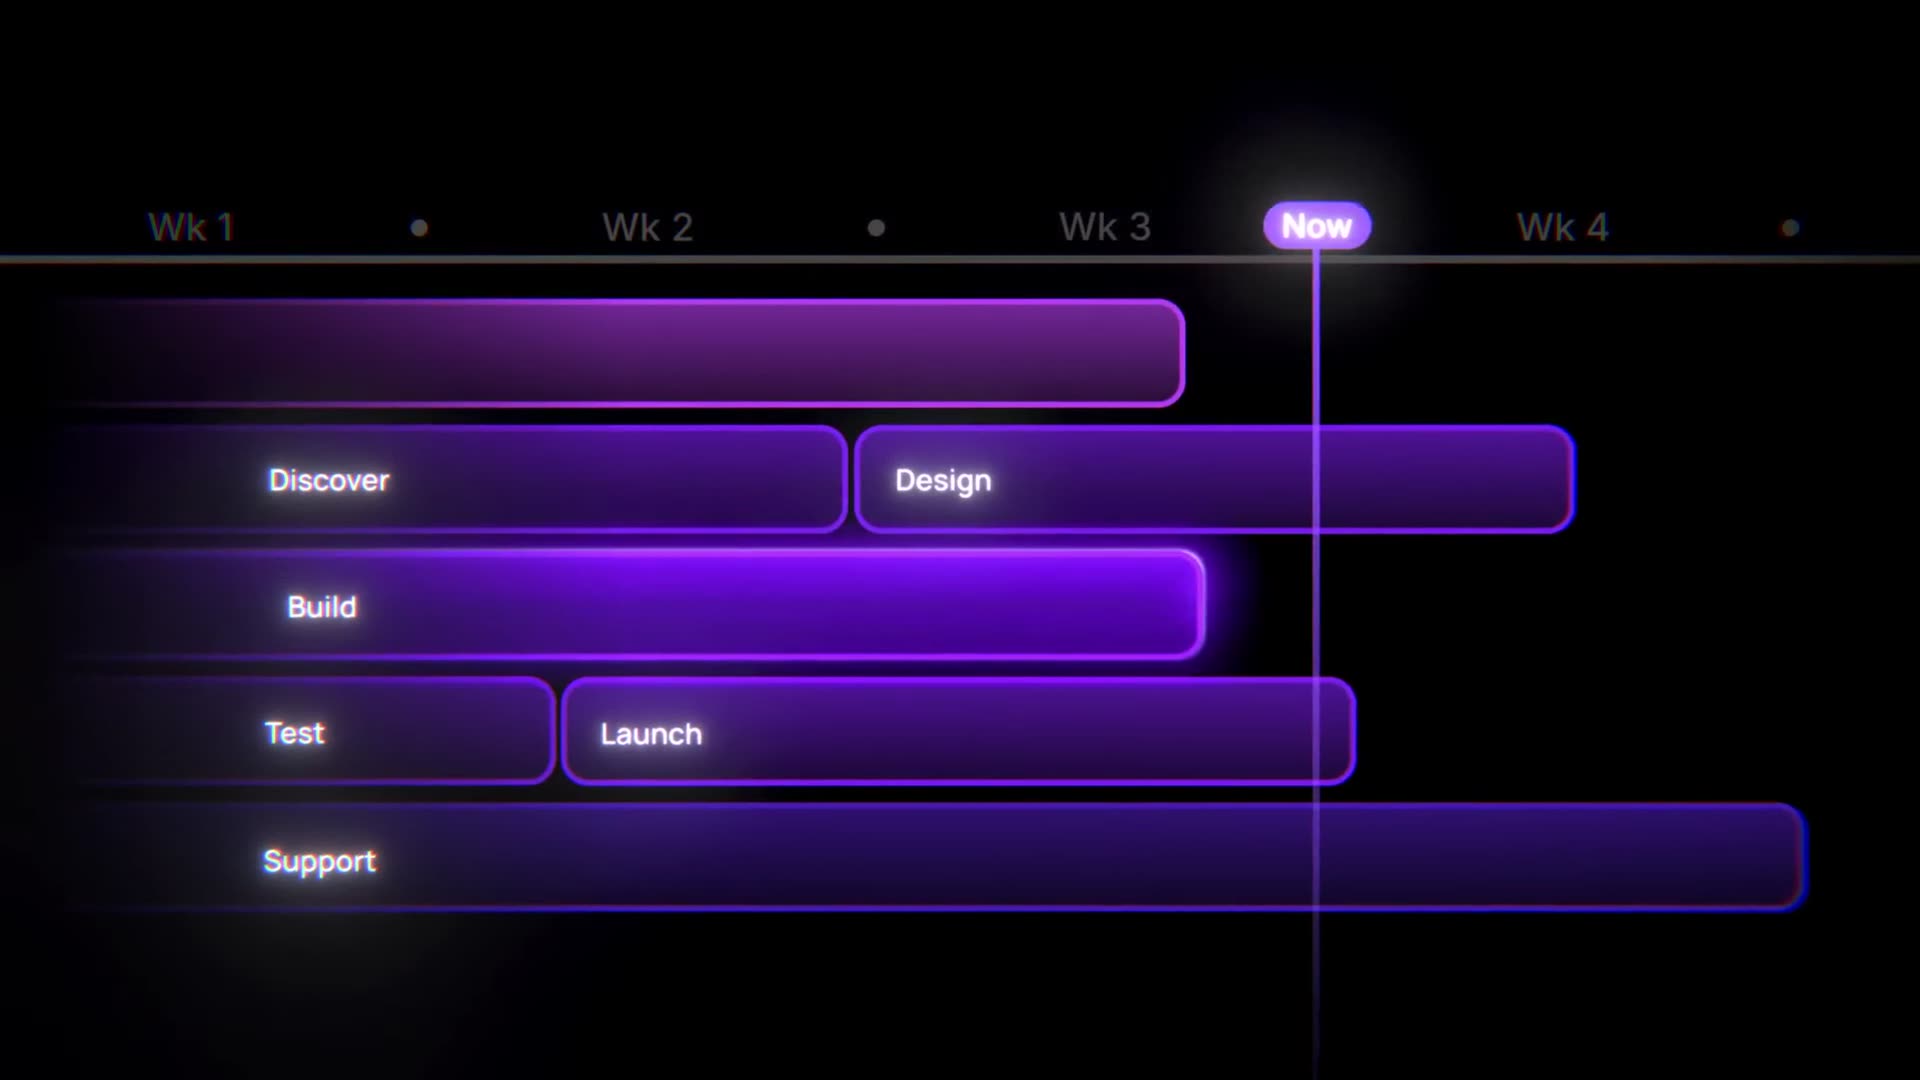 Wk 1
Wk 2
Wk 3
Now
Wk 4
Discover
Design
Build
Test
Launch
Support